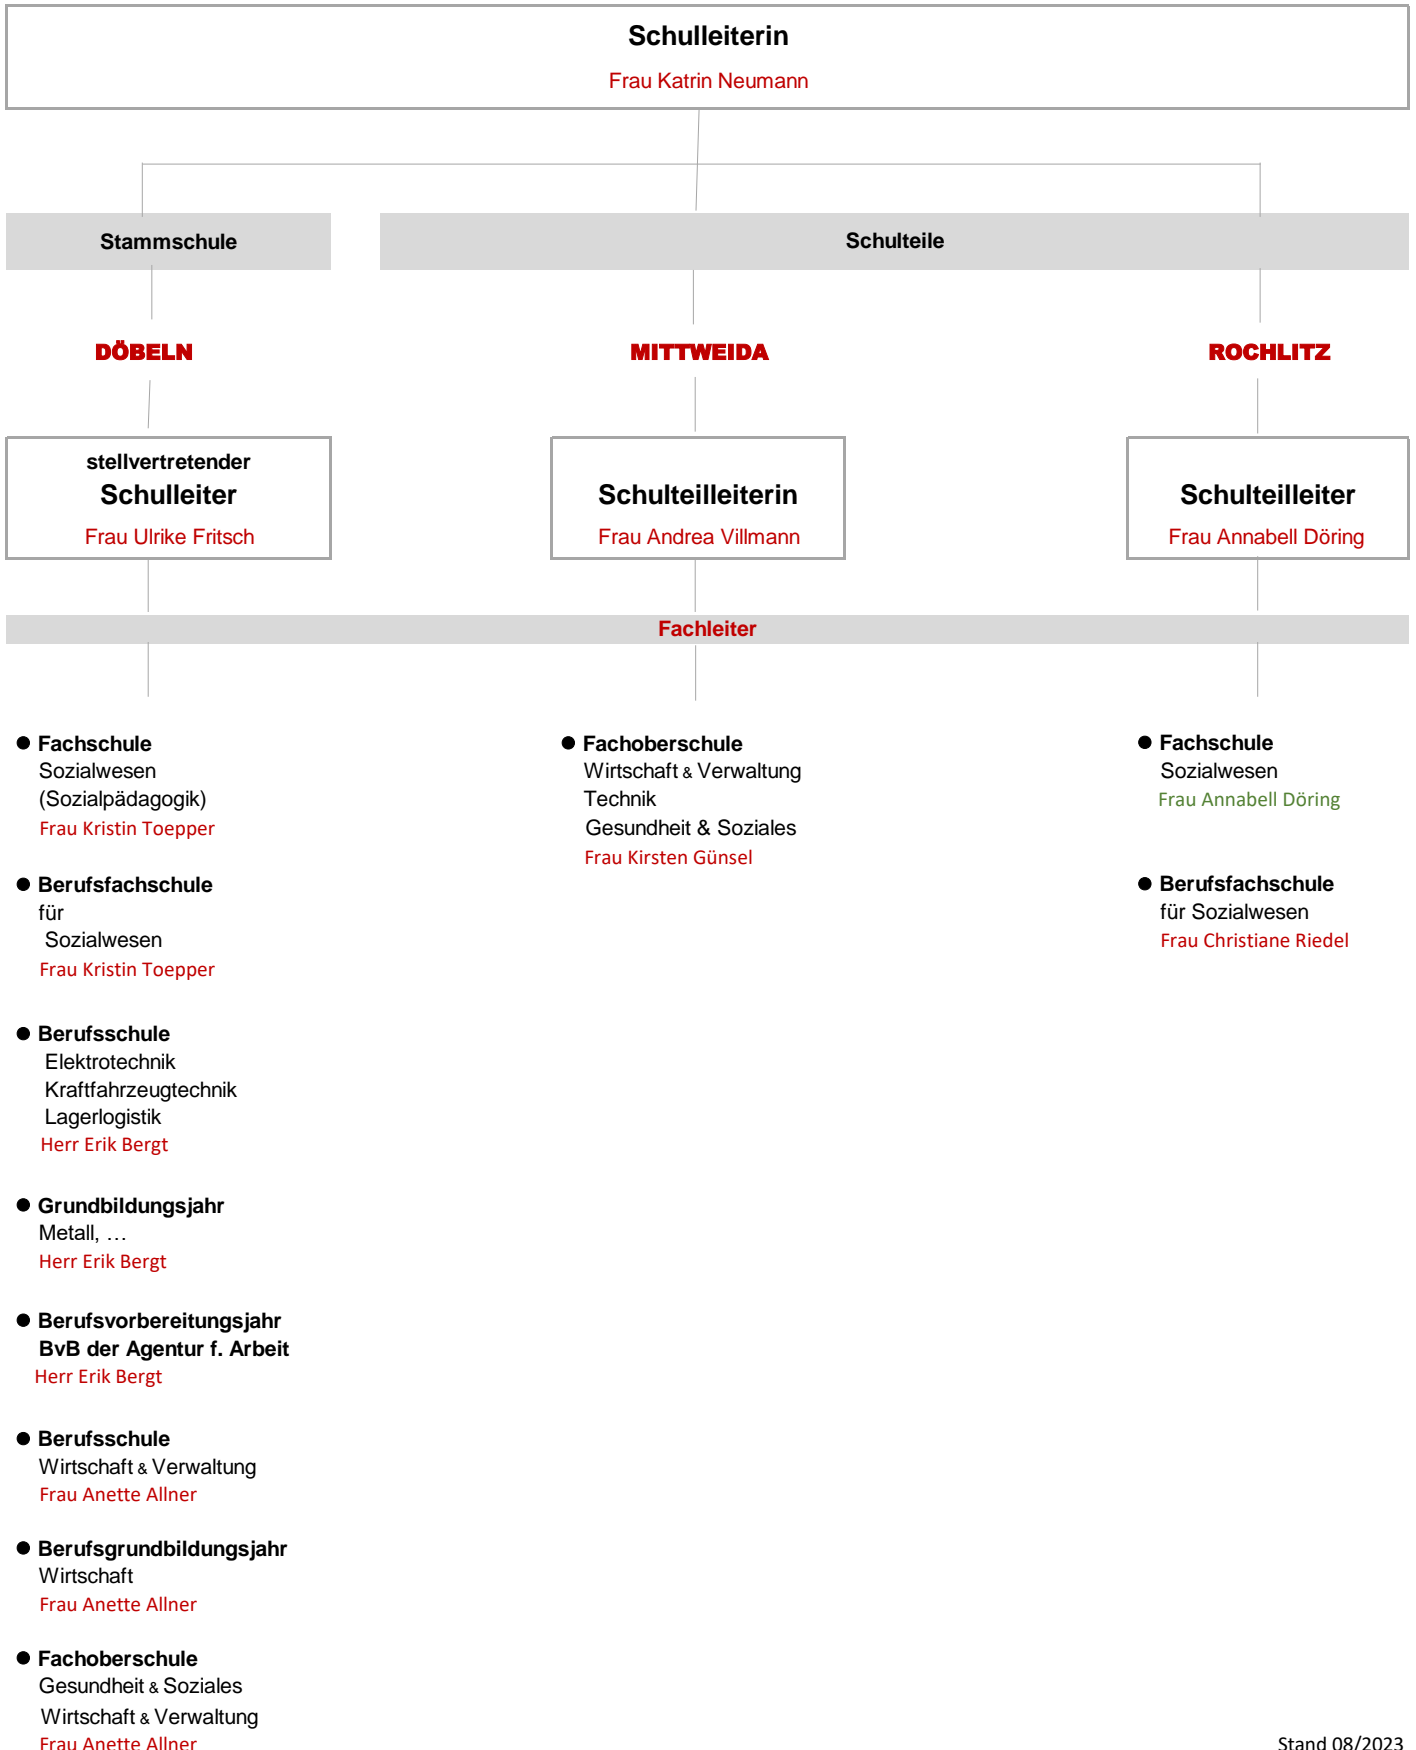 Schulleiterin
Frau Katrin Neumann
Stammschule
Schulteile
DÖBELN
MITTWEIDA
ROCHLITZ
stellvertretender
Schulleiter
Frau Ulrike Fritsch
Schulteilleiterin
Frau Andrea Villmann
Schulteilleiter
Frau Annabell Döring
Fachleiter
● Fachschule
Sozialwesen
(Sozialpädagogik)
Frau Kristin Toepper
● Berufsfachschule
für
Sozialwesen
Frau Kristin Toepper
● Berufsschule
Elektrotechnik
Kraftfahrzeugtechnik
Lagerlogistik
Herr Erik Bergt
● Grundbildungsjahr
Metall, …
Herr Erik Bergt
● Berufsvorbereitungsjahr
BvB der Agentur f. Arbeit
Herr Erik Bergt
● Berufsschule
Wirtschaft & Verwaltung
Frau Anette Allner
● Berufsgrundbildungsjahr
Wirtschaft
Frau Anette Allner
● Fachoberschule
Gesundheit & Soziales
Wirtschaft & Verwaltung
Frau Anette Allner
● Fachoberschule
Wirtschaft & Verwaltung
Technik
Gesundheit & Soziales
Frau Kirsten Günsel
● Fachschule
Sozialwesen
Frau Annabell Döring
● Berufsfachschule
für Sozialwesen
Frau Christiane Riedel
Stand 08/2023